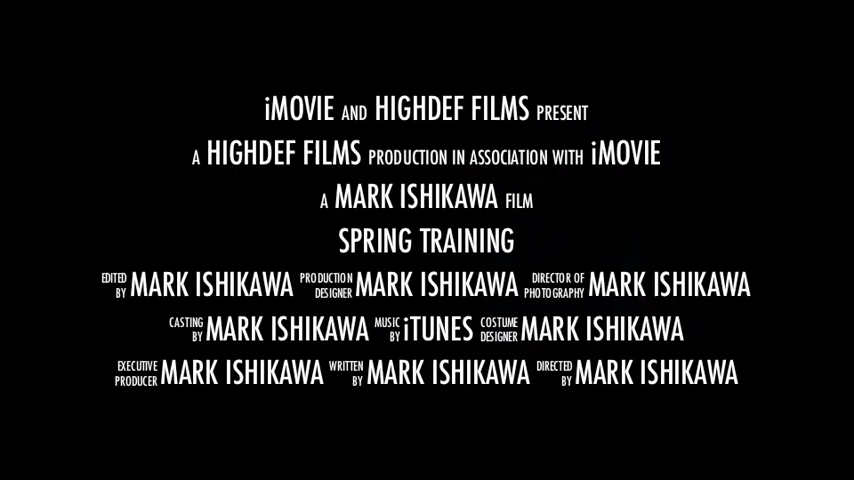 iMOVIE AND HIGHDEF FILMS PRESENT
A HIGHDEF FILMS PRODUCTION IN ASSOCIATION WITH iMOVIE
A MARK ISHIKAWA FILM
SPRING TRAINING
EDITED BY MARK ISHIKAWA PRODUCTION DESIGNER MARK ISHIKAWA DIRECTOR OF PHOTOGRAPHY MARK ISHIKAWA
CASTING BY MARK ISHIKAWA MUSIC BY iTUNES COSTUME DESIGNER MARK ISHIKAWA
EXECUTIVE PRODUCER MARK ISHIKAWA WRITTEN BY MARK ISHIKAWA DIRECTED BY MARK ISHIKAWA